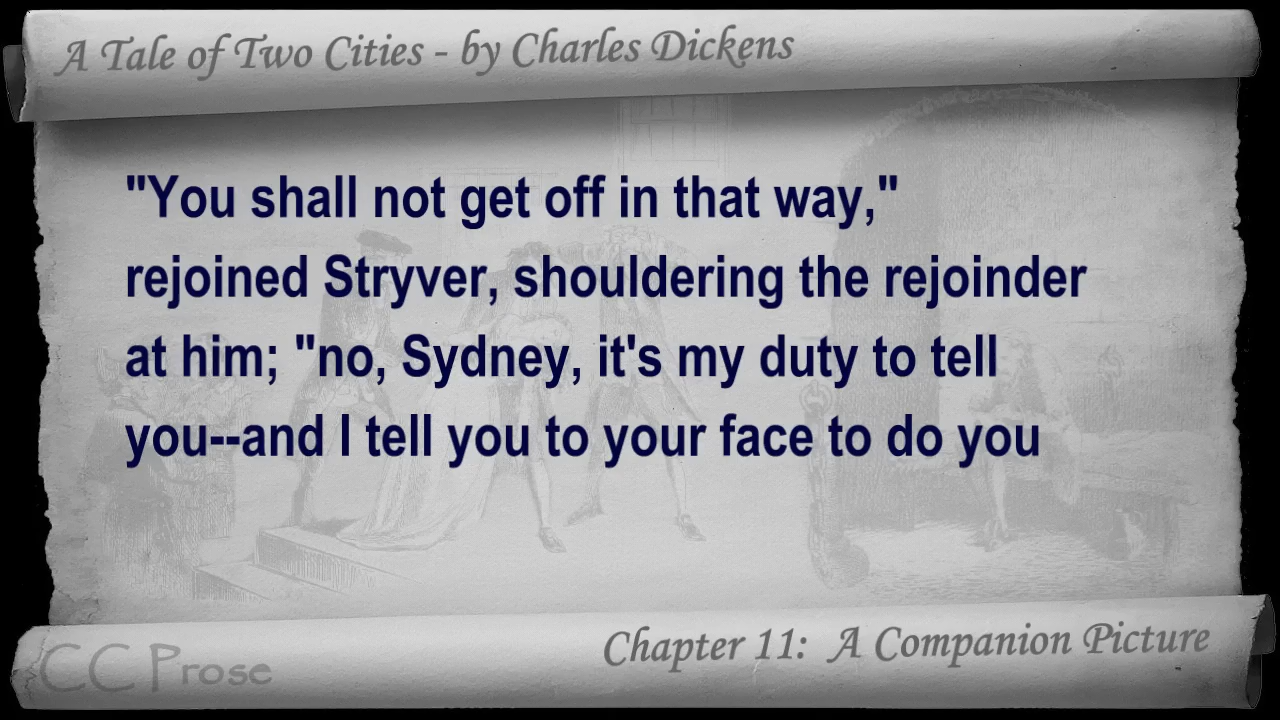 A Tale of Two Cities - by Charles Dickens
"You shall not get off in that way,"
rejoined Stryver, shouldering the rejoinder
at him; "no, Sydney, it's my duty to tell
you--and I tell you to your face to do you
Chapter 11:  A Companion Picture
CC Prose